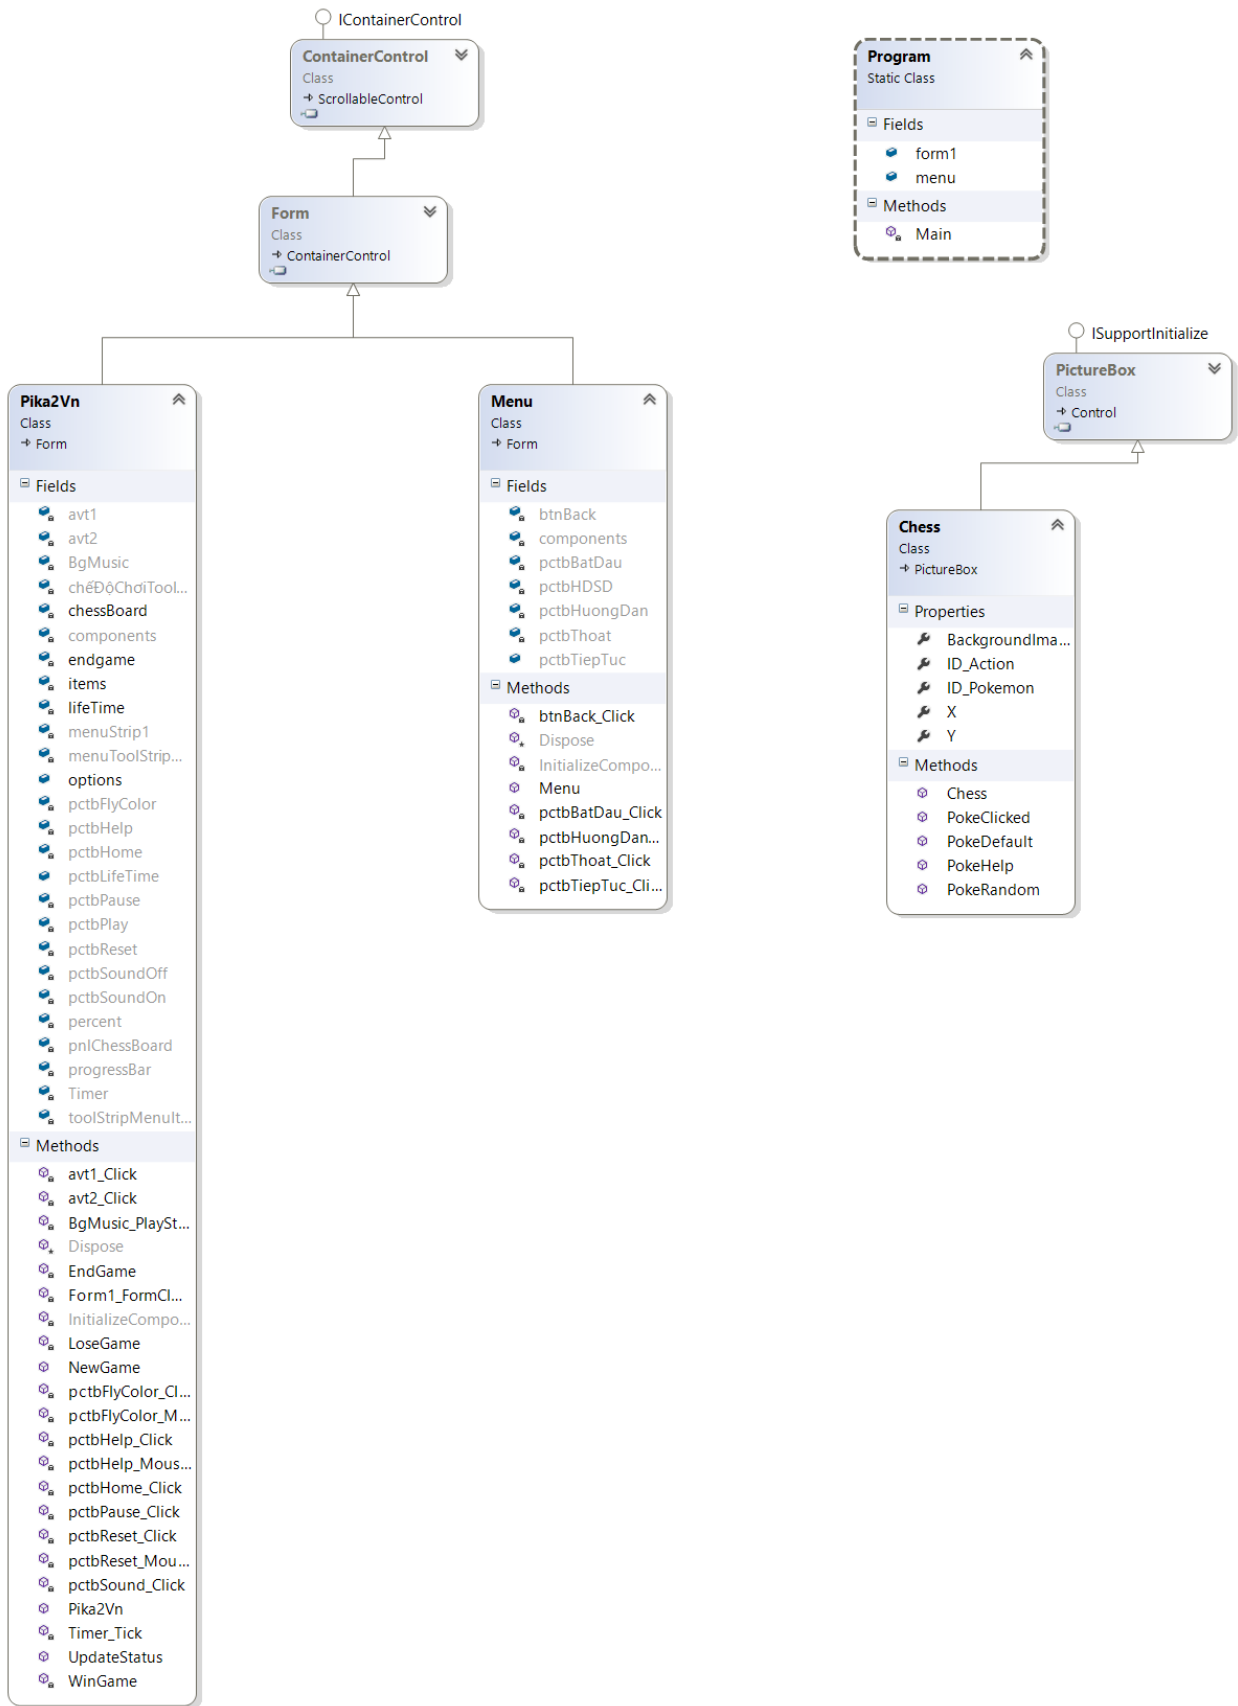 IContainerControl
ContainerControl
Class
ScrollableControl
Form
Class
ContainerControl
Pika2Vn
Class
Form
Fields
avt1
avt2
BgMusic
chếĐộChơiTool...
chessBoard
components
endgame
items
lifeTime
menuStrip1
menuToolStrip...
options
pctbFlyColor
pctbHelp
pctbHome
pctbLifeTime
pctbPause
pctbPlay
pctbReset
pctbSoundOff
pctbSoundOn
percent
pnlChessBoard
progressBar
Timer
toolStripMenuIt...
Methods
avt1_Click
avt2_Click
BgMusic_PlaySt...
Dispose
EndGame
Form1_FormCl...
InitializeCompo...
LoseGame
NewGame
pctbFlyColor_Cl...
pctbFlyColor_M...
pctbHelp_Click
pctbHelp_Mous...
pctbHome_Click
pctbPause_Click
pctbReset_Click
pctbReset_Mou...
pctbSound_Click
Pika2Vn
Timer_Tick
UpdateStatus
WinGame
Menu
Class
Form
Fields
btnBack
components
pctbBatDau
pctbHDSD
pctbHuongDan
pctbThoat
pctbTiepTuc
Methods
btnBack_Click
Dispose
InitializeCompo...
Menu
pctbBatDau_Click
pctbHuongDan...
pctbThoat_Click
pctbTiepTuc_Cli...
Program
Static Class
Fields
form1
menu
Methods
Main
ISupportInitialize
PictureBox
Class
Control
Chess
Class
PictureBox
Properties
BackgroundIma...
ID_Action
ID_Pokemon
X
Y
Methods
Chess
PokeClicked
PokeDefault
PokeHelp
PokeRandom